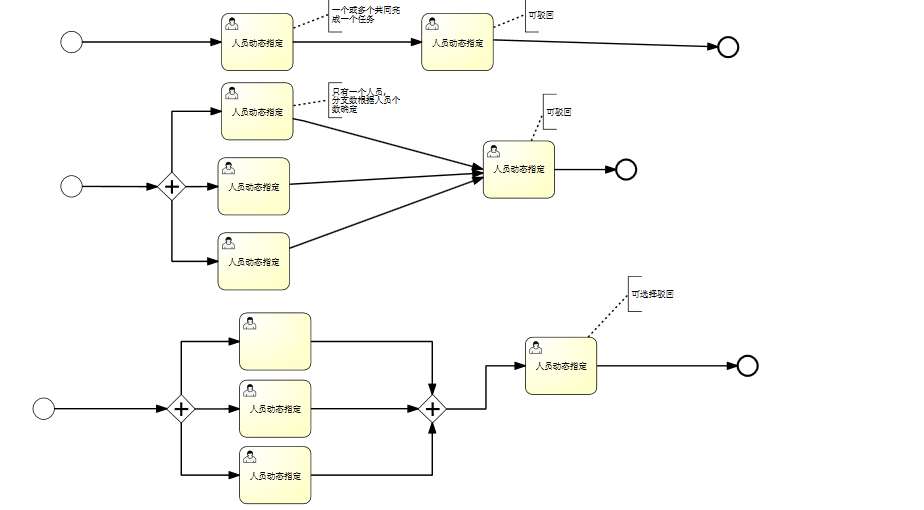 一个或多个共同完
成一个任务
可驳回
人员动态指定
人员动态指定
只有一个人员,
分支数根据人员个
数确定
人员动态指定
可驳回
人员动态指定
人员动态指定
人员动态指定
可选择驳回
人员动态指定
人员动态指定
人员动态指定